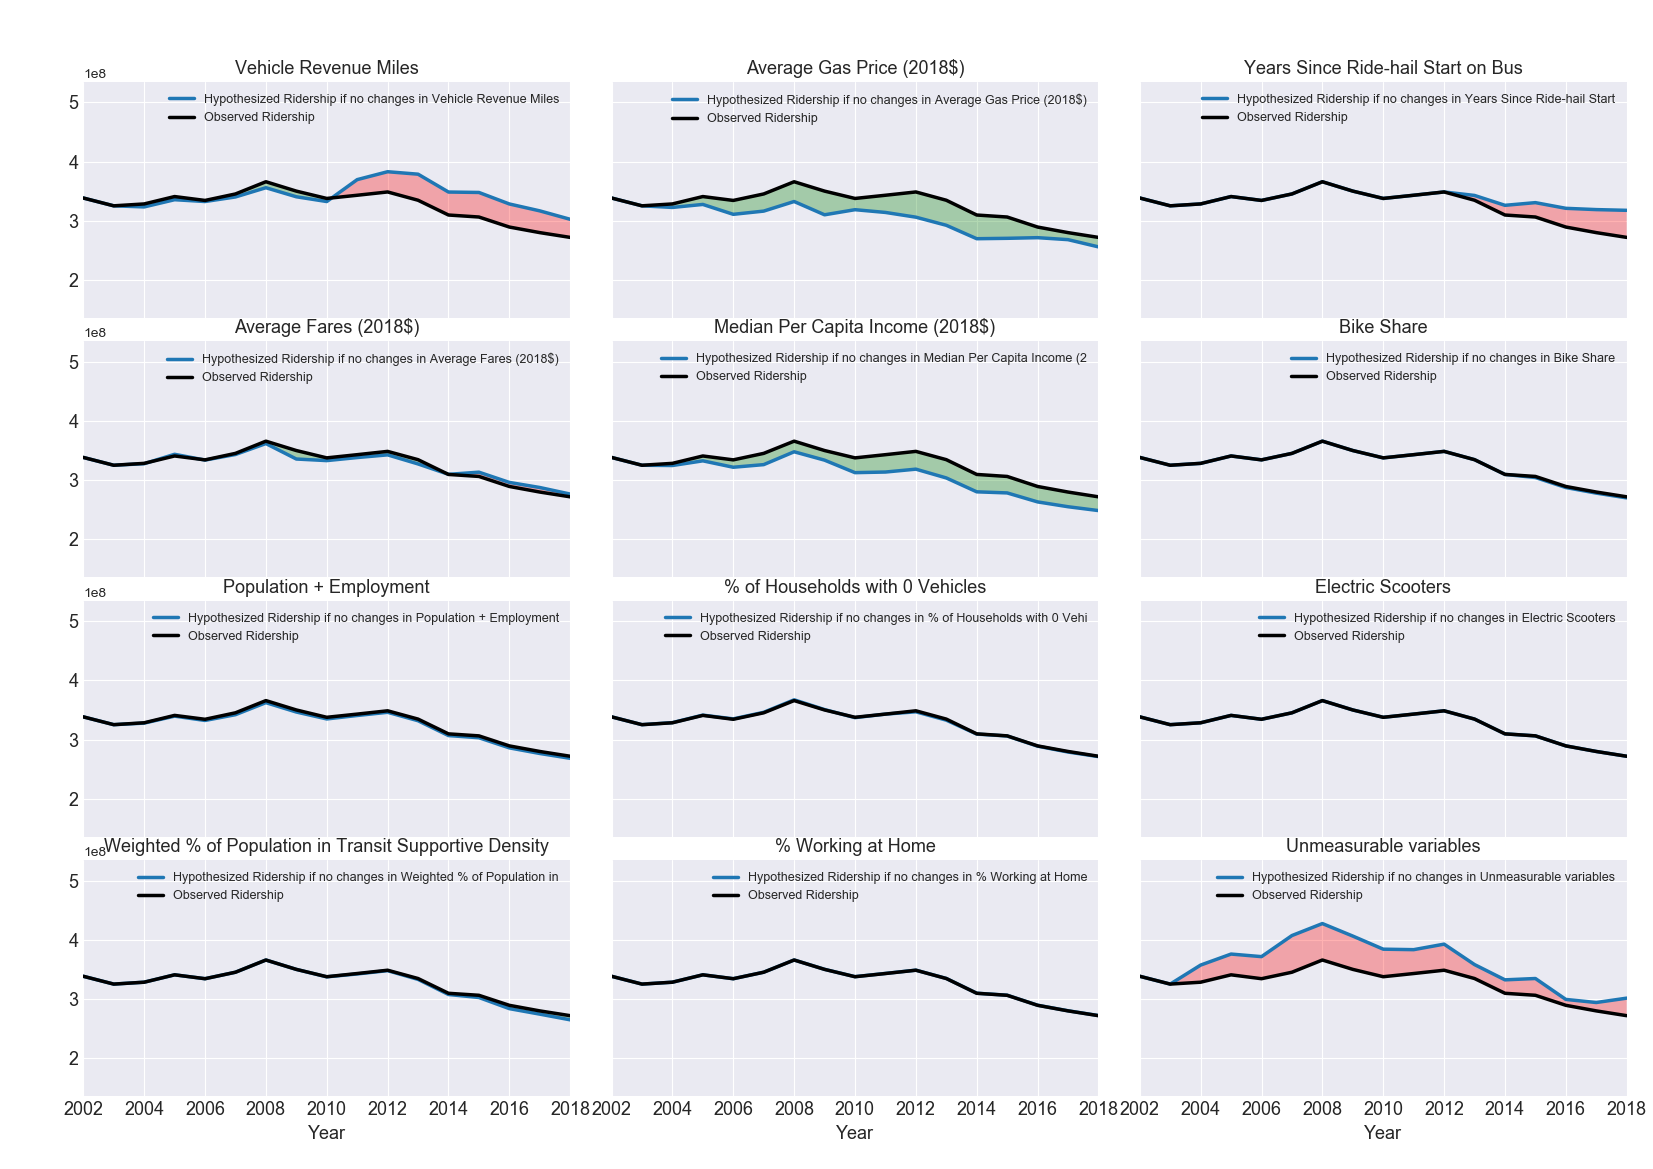 Vehicle Revenue Miles
1e8
Hypothesized Ridership if no changes in Vehicle Revenue Miles
Observed Ridership
5
4
3
2
Average Gas Price (2018$)
Hypothesized Ridership if no changes in Average Gas Price (2018$)
Observed Ridership
Years Since Ride-hail Start on Bus
Hypothesized Ridership if no changes in Years Since Ride-hail Start
Observed Ridership
Average Fares (2018$)
1e8
Hypothesized Ridership if no changes in Average Fares (2018$)
Observed Ridership
5
4
3
2
Median Per Capita Income (2018$)
Hypothesized Ridership if no changes in Median Per Capita Income (2
Observed Ridership
Bike Share
Hypothesized Ridership if no changes in Bike Share
Observed Ridership
Population + Employment
1e8
Hypothesized Ridership if no changes in Population + Employment
Observed Ridership
5
4
3
2
% of Households with 0 Vehicles
Hypothesized Ridership if no changes in % of Households with 0 Vehi
Observed Ridership
Electric Scooters
Hypothesized Ridership if no changes in Electric Scooters
Observed Ridership
Weighted % of Population in Transit Supportive Density
1e8
Hypothesized Ridership if no changes in Weighted % of Population in
Observed Ridership
5
4
3
2
2002 2004 2006 2008 2010 2012 2014 2016 2018
Year
% Working at Home
Hypothesized Ridership if no changes in % Working at Home
Observed Ridership
2002 2004 2006 2008 2010 2012 2014 2016 2018
Year
Unmeasurable variables
Hypothesized Ridership if no changes in Unmeasurable variables
Observed Ridership
2002 2004 2006 2008 2010 2012 2014 2016 2018
Year